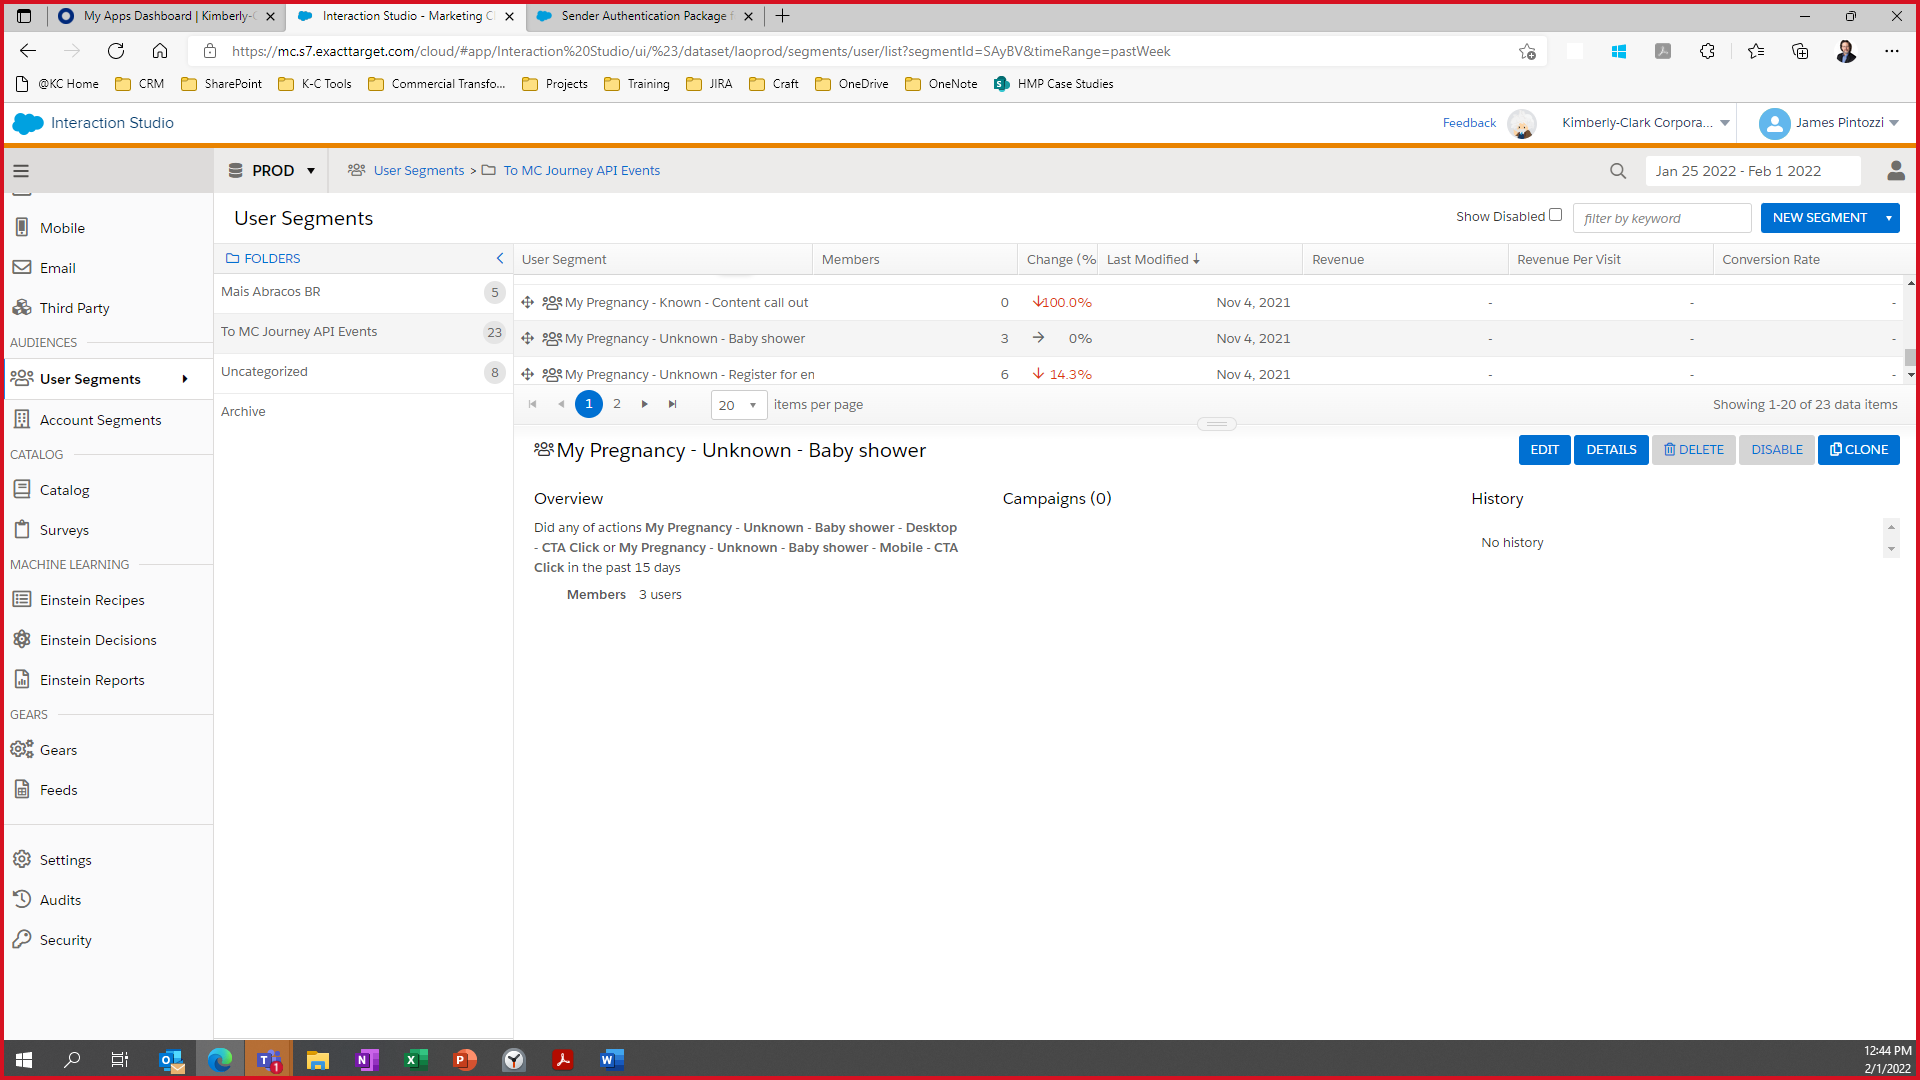 My Apps Dashboard | Kimberly-C
Interaction Studio - Marketing Cl
Sender Authentication Package f
https://mc.s7.exacttarget.com/cloud/#app/Interaction%20Studio/ui/%23/dataset/laoprod/segments/user/list?segmentId=SAyBV&timeRange=pastWeek
@KC Home
CRM
SharePoint
K-C Tools
Commercial Transfo...
Projects
Training
JIRA
Craft
OneDrive
OneNote
HMP Case Studies
Interaction Studio
Feedback
Kimberly-Clark Corpora...
James Pintozzi
PROD
User Segments > To MC Journey API Events
Jan 25 2022 - Feb 1 2022
Mobile
Email
Third Party
AUDIENCES
User Segments
Account Segments
CATALOG
Catalog
Surveys
MACHINE LEARNING
Einstein Recipes
Einstein Decisions
Einstein Reports
GEARS
Gears
Feeds
Settings
Audits
Security
User Segments
Show Disabled
filter by keyword
NEW SEGMENT
FOLDERS
Mais Abracos BR 5
To MC Journey API Events 23
Uncategorized 8
Archive
User Segment Members Change (% Last Modified Revenue Revenue Per Visit Conversion Rate
My Pregnancy - Known - Content call out 0 100.0% Nov 4, 2021 - - -
My Pregnancy - Unknown - Baby shower 3 0% Nov 4, 2021 - - -
My Pregnancy - Unknown - Register for en 6 14.3% Nov 4, 2021 - - -
1 2 20 items per page
Showing 1-20 of 23 data items
My Pregnancy - Unknown - Baby shower
EDIT
DETAILS
DELETE
DISABLE
CLONE
Overview
Did any of actions My Pregnancy - Unknown - Baby shower - Desktop
- CTA Click or My Pregnancy - Unknown - Baby shower - Mobile - CTA
Click in the past 15 days
Members 3 users
Campaigns (0)
History
No history
1
12:44 PM
2/1/2022